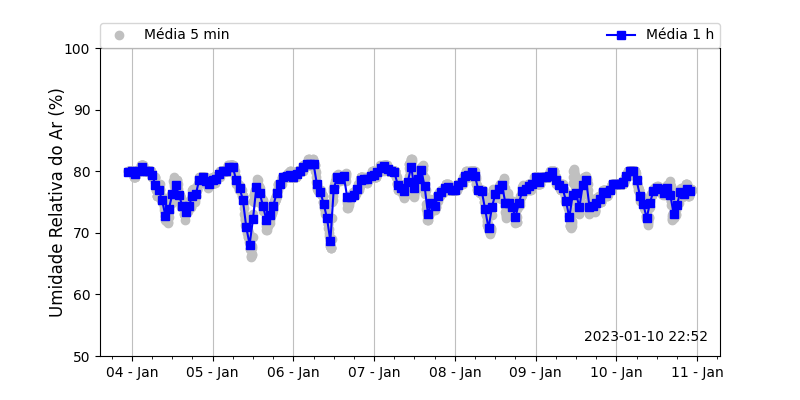 Média 5 min
Média 1 h
Umidade Relativa do Ar (%)
100
90
80
70
60
50
2023-01-10 22:52
04 - Jan
05 - Jan
06 - Jan
07 - Jan
08 - Jan
09 - Jan
10 - Jan
11 - Jan